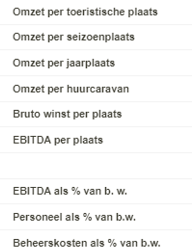 Omzet per toeristische plaats
Omzet per seizoenplaats
Omzet per jaarplaats
Omzet per huurcaravan
Bruto winst per plaats
EBITDA per plaats
EBITDA als % van b. w.
Personeel als % van b.w.
Beheerskosten als % van b.w.